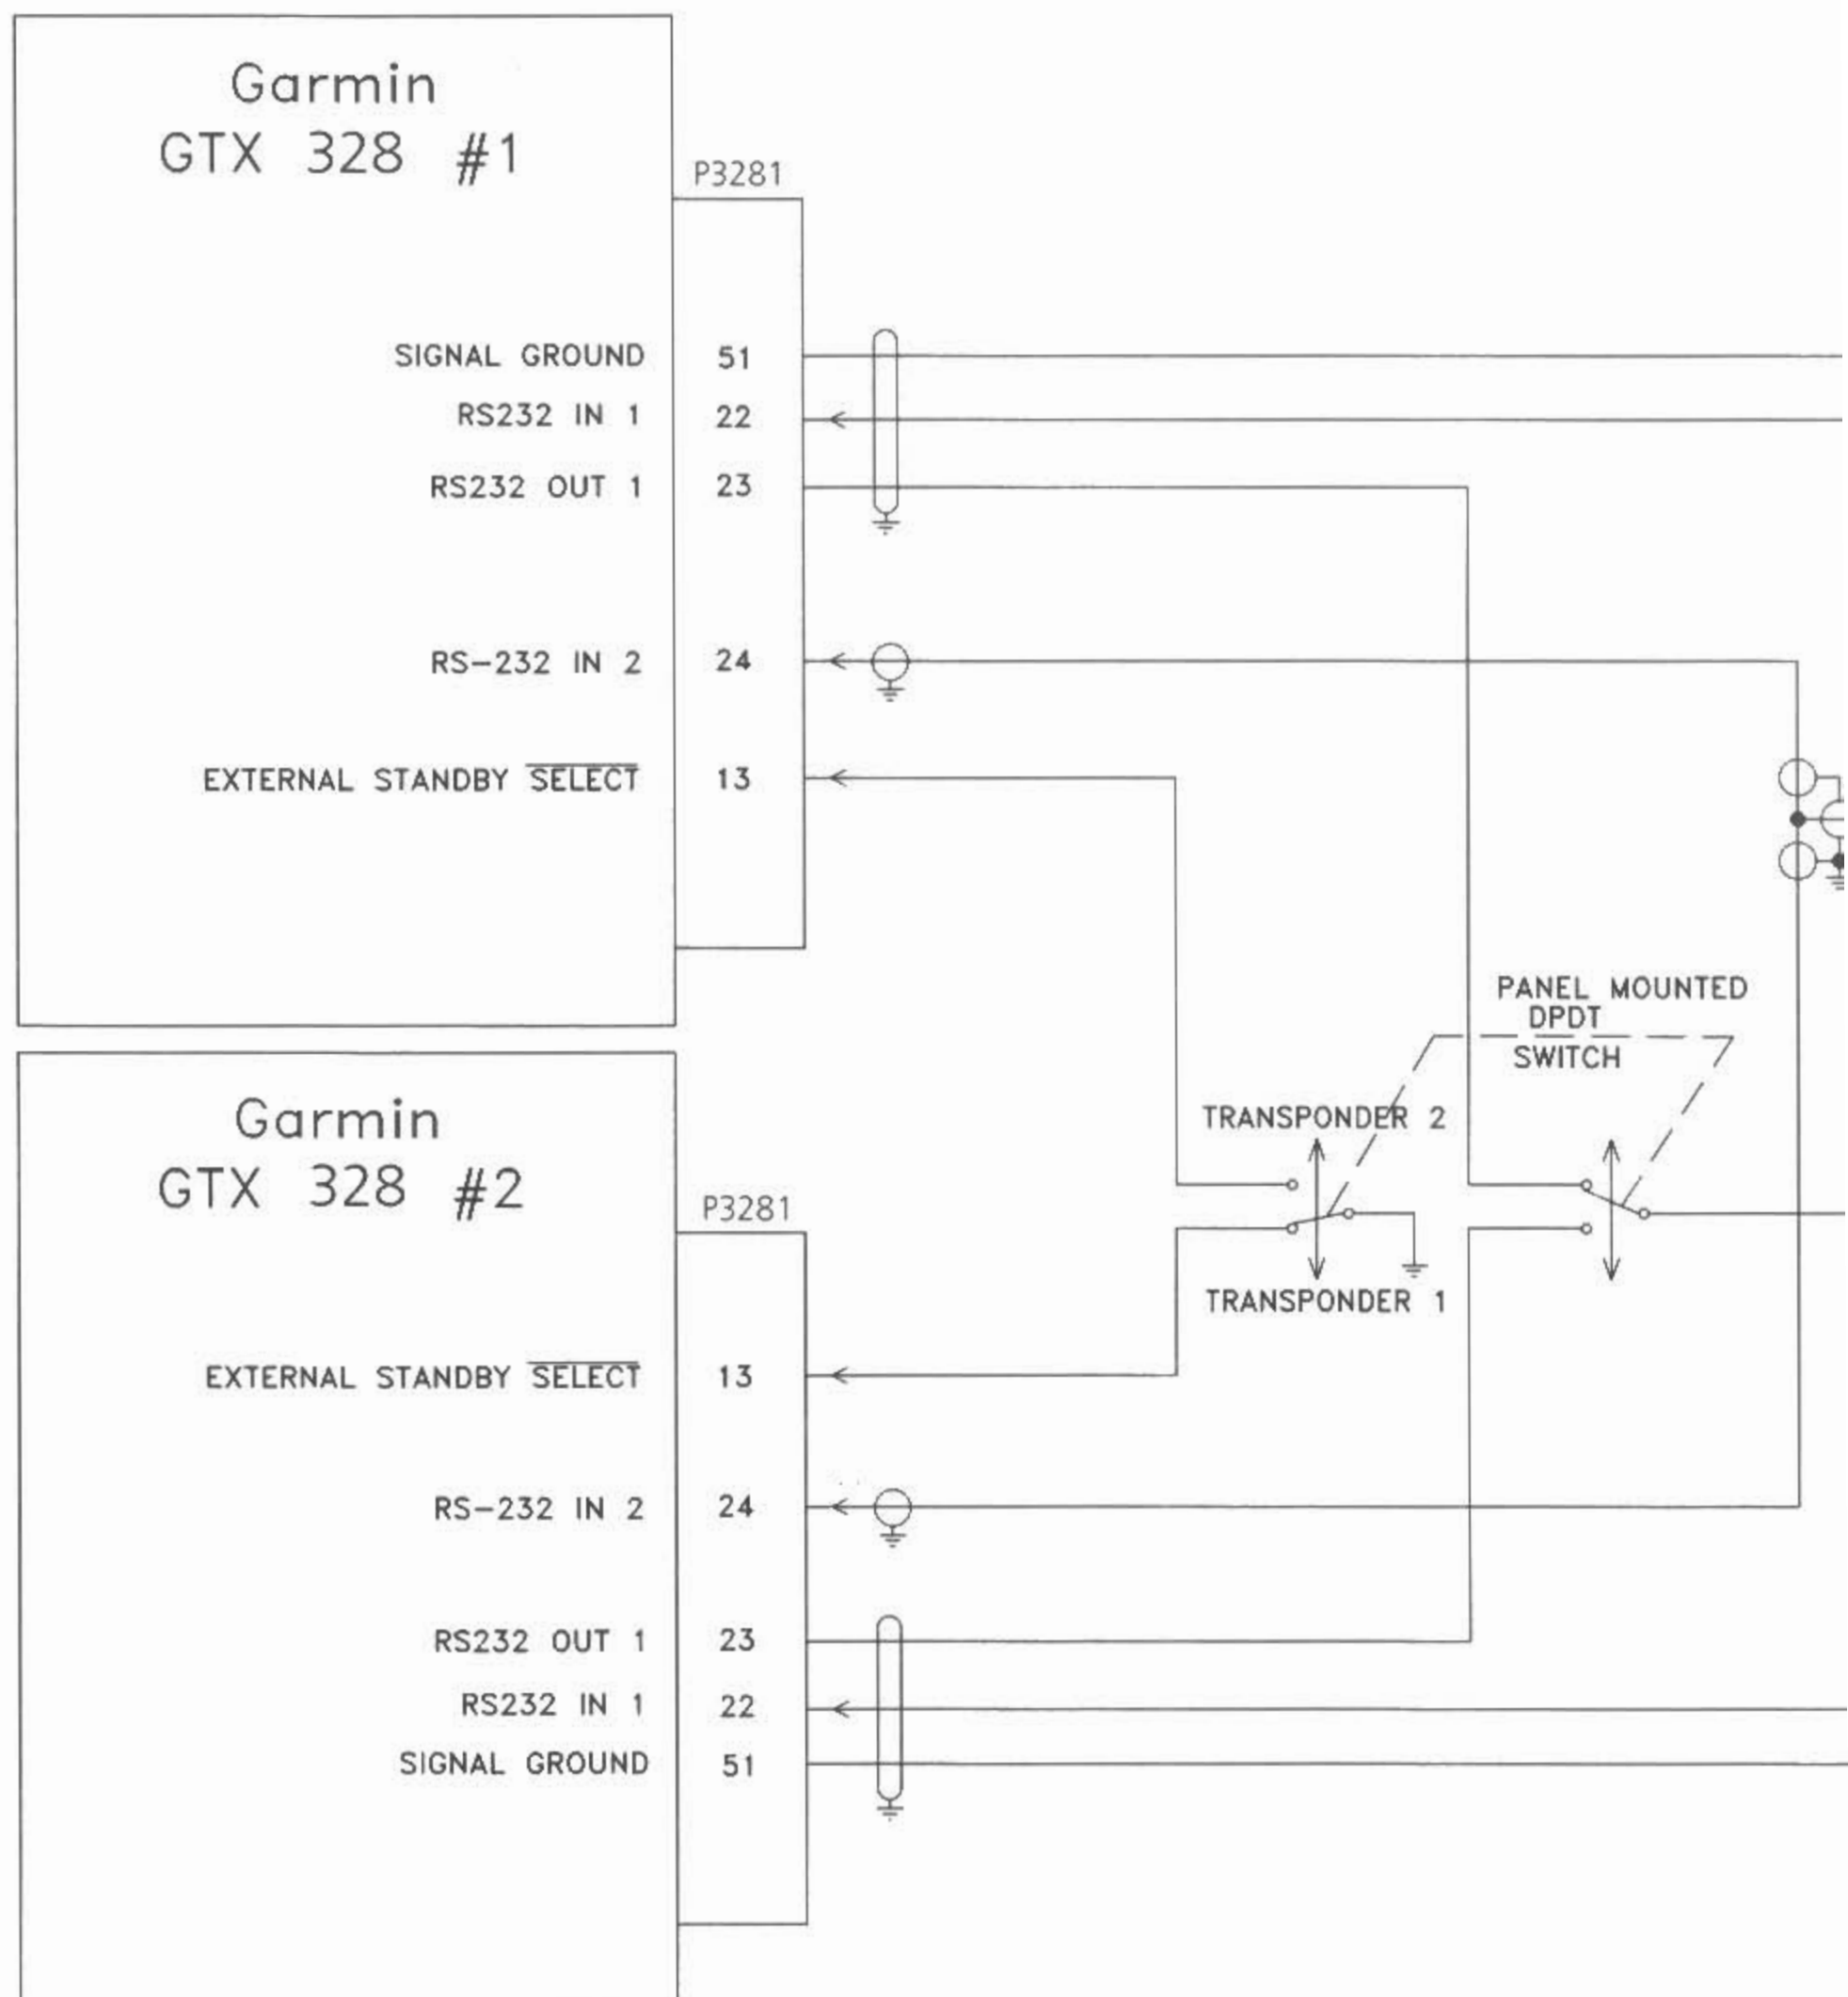 Garmin
GTX 328 #1
P3281
SIGNAL GROUND 51
RS232 IN 1 22
RS232 OUT 1 23
RS-232 IN 2 24
EXTERNAL STANDBY SELECT 13
PANEL MOUNTED
DPDT
SWITCH
TRANSPONDER 2
TRANSPONDER 1
Garmin
GTX 328 #2
P3281
EXTERNAL STANDBY SELECT 13
RS-232 IN 2 24
RS232 OUT 1 23
RS232 IN 1 22
SIGNAL GROUND 51